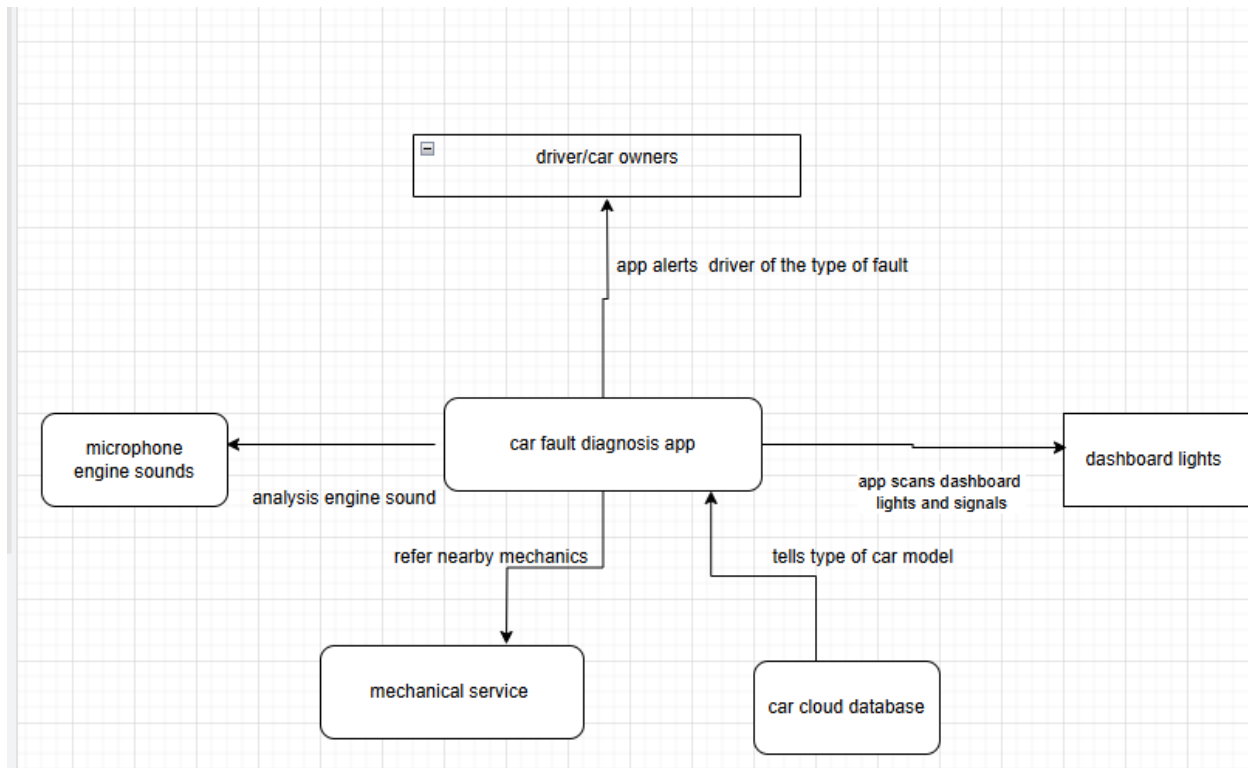 driver/car owners
app alerts  driver of the type of fault
microphone
engine sounds
car fault diagnosis app
dashboard lights
analysis engine sound
app scans dashboard
lights and signals
refer nearby mechanics
tells type of car model
mechanical service
car cloud database